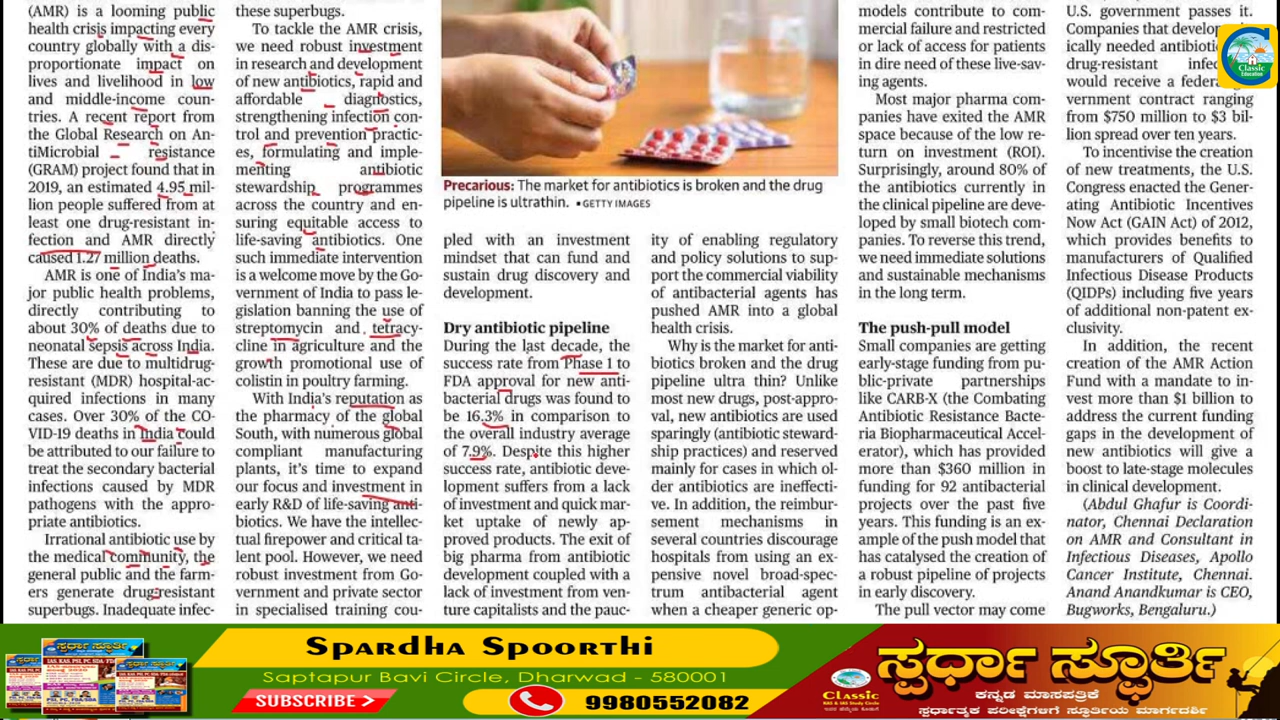 (AMR) is a looming public
health crisis impacting every
country globally with a dis-
proportionate impact on
lives and livelihood in low
and middle-income coun-
tries. A recent report from
the Global Research on An-
tiMicrobial resistance
(GRAM) project found that in
2019, an estimated 4.95 mil-
lion people suffered from at
least one drug-resistant in-
fection and AMR directly
caused 1.27 million deaths.
AMR is one of India's ma-
jor public health problems,
directly contributing to
about 30% of deaths due to
neonatal sepsis across India.
These are due to multidrug-
resistant (MDR) hospital-ac-
quired infections in many
cases. Over 30% of the CO-
VID-19 deaths in India could
be attributed to our failure to
treat the secondary bacterial
infections caused by MDR
pathogens with the appro-
priate antibiotics.
Irrational antibiotic use by
the medical community, the
general public and the farm-
ers generate drug-resistant
superbugs. Inadequate infec-
these superbugs.
To tackle the AMR crisis,
we need robust investment
in research and development
of new antibiotics, rapid and
affordable diagnostics,
strengthening infection con-
trol and prevention practic-
es, formulating and imple-
menting antibiotic
stewardship programmes
across the country and en-
suring equitable access to
life-saving antibiotics. One
such immediate intervention
is a welcome move by the Go-
vernment of India to pass le-
gislation banning the use of
streptomycin and tetracy-
cline in agriculture and the
growth promotional use of
colistin in poultry farming.
With India's reputation as
the pharmacy of the global
South, with numerous global
compliant manufacturing
plants, it's time to expand
our focus and investment in
early R&D of life-saving anti-
biotics. We have the intellec-
tual firepower and critical ta-
lent pool. However, we need
robust investment from Go-
vernment and private sector
in specialised training cou-
Precarious: The market for antibiotics is broken and the drug
pipeline is ultrathin. •GETTY IMAGES
pled with an investment
mindset that can fund and
sustain drug discovery and
development.
Dry antibiotic pipeline
During the last decade, the
success rate from Phase 1 to
FDA approval for new anti-
bacterial drugs was found to
be 16.3% in comparison to
the overall industry average
of 7.9%. Despite this higher
success rate, antibiotic deve-
lopment suffers from a lack
of investment and quick mar-
ket uptake of newly ap-
proved products. The exit of
big pharma from antibiotic
development coupled with a
lack of investment from ven-
ture capitalists and the pauc-
ity of enabling regulatory
and policy solutions to sup-
port the commercial viability
of antibacterial agents has
pushed AMR into a global
health crisis.
Why is the market for anti-
biotics broken and the drug
pipeline ultra thin? Unlike
most new drugs, post-appro-
val, new antibiotics are used
sparingly (antibiotic steward-
ship practices) and reserved
mainly for cases in which ol-
der antibiotics are ineffecti-
ve. In addition, the reimbur-
sement mechanisms in
several countries discourage
hospitals from using an ex-
pensive novel broad-spec-
trum antibacterial agent
when a cheaper generic op-
models contribute to com-
mercial failure and restricted
or lack of access for patients
in dire need of these live-sav-
ing agents.
Most major pharma com-
panies have exited the AMR
space because of the low re-
turn on investment (ROI).
Surprisingly, around 80% of
the antibiotics currently in
the clinical pipeline are deve-
loped by small biotech com-
panies. To reverse this trend,
we need immediate solutions
and sustainable mechanisms
in the long term.
The push-pull model
Small companies are getting
early-stage funding from pu-
blic-private partnerships
like CARB-X (the Combating
Antibiotic Resistance Bacte-
ria Biopharmaceutical Accel-
erator), which has provided
more than $360 million in
funding for 92 antibacterial
projects over the past five
years. This funding is an ex-
ample of the push model that
has catalysed the creation of
a robust pipeline of projects
in early discovery.
The pull vector may come
U.S. government passes it.
Companies that develop
ically needed antibiotic
drug-resistant infec
would receive a federa
vernment contract ranging
from $750 million to $3 bil-
lion spread over ten years.
To incentivise the creation
of new treatments, the U.S.
Congress enacted the Gener-
ating Antibiotic Incentives
Now Act (GAIN Act) of 2012,
which provides benefits to
manufacturers of Qualified
Infectious Disease Products
(QIDPs) including five years
of additional non-patent ex-
clusivity.
In addition, the recent
creation of the AMR Action
Fund with a mandate to in-
vest more than $1 billion to
address the current funding
gaps in the development of
new antibiotics will give a
boost to late-stage molecules
in clinical development.
(Abdul Ghafur is Coordi-
nator, Chennai Declaration
on AMR and Consultant in
Infectious Diseases, Apollo
Cancer Institute, Chennai.
Anand Anandkumar is CEO,
Bugworks, Bengaluru.)
Classic
Education
Spardha Spoorthi
Saptapur Bavi Circle, Dharwad - 580001
SUBSCRIBE
9980552082
Classic
KAS & IAS Study Circle
ಸ್ಪರ್ಧಾ ಸ್ಫೂರ್ತಿ
ಕನ್ನಡ ಮಾಸಪತ್ರಿಕೆ
ಸ್ಪರ್ಧಾತ್ಮಕ ಪರೀಕ್ಷೆಗಳಿಗೆ ಸ್ಫೂರ್ತಿಯ ಮಾರ್ಗದರ್ಶಿ